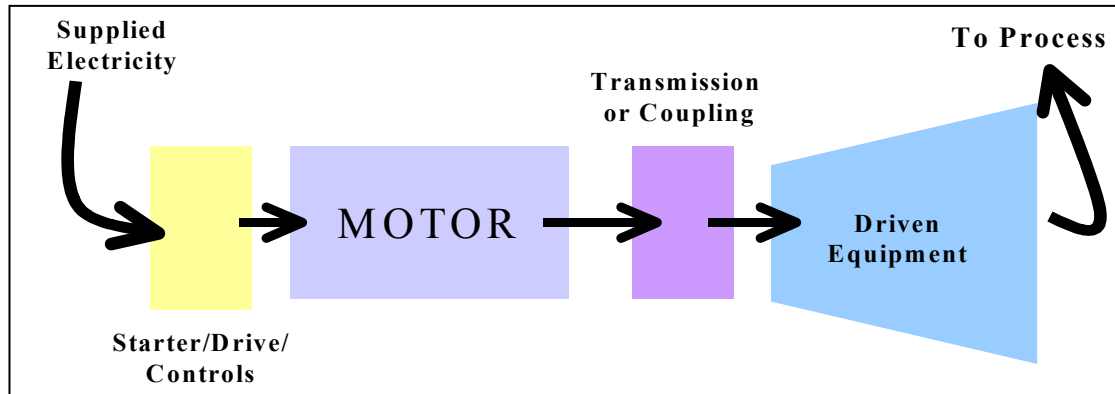 Supplied
Electricity
To Process
Transmission
or Coupling
MOTOR
Driven
Equipment
Starter/Drive/
Controls